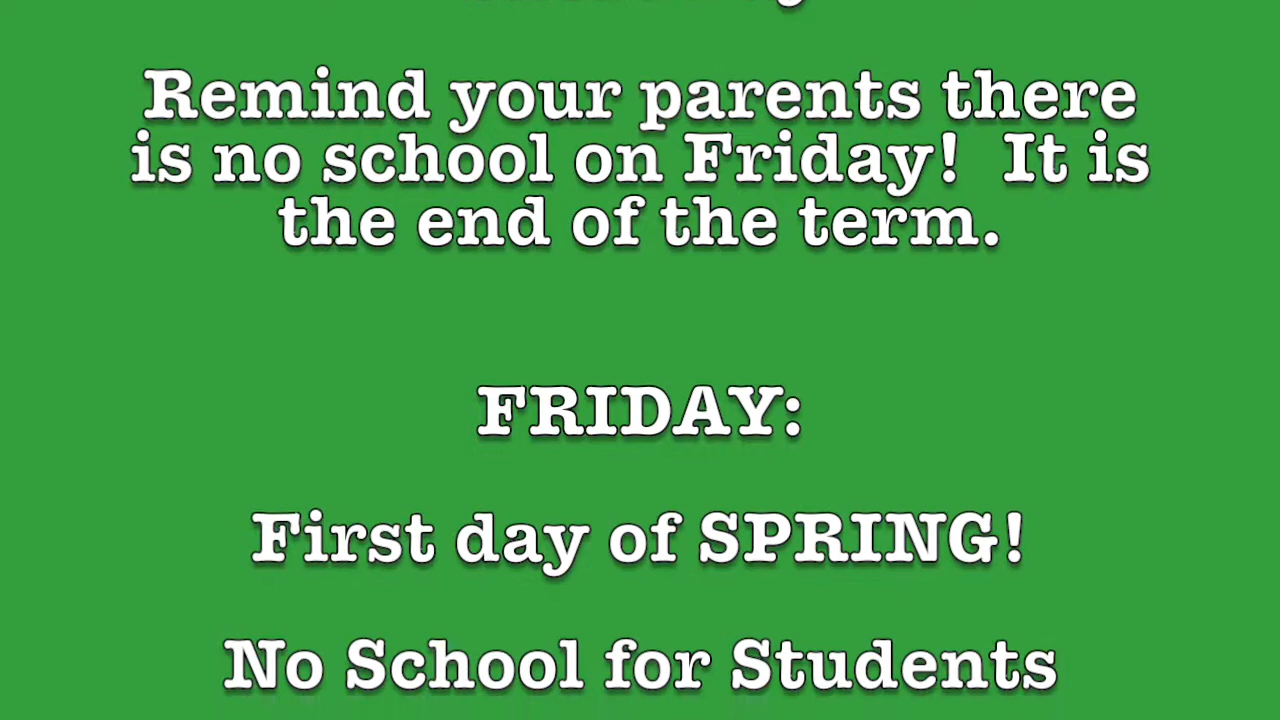 Remind your parents there
is no school on Friday!  It is
the end of the term.
FRIDAY:
First day of SPRING!
No School for Students